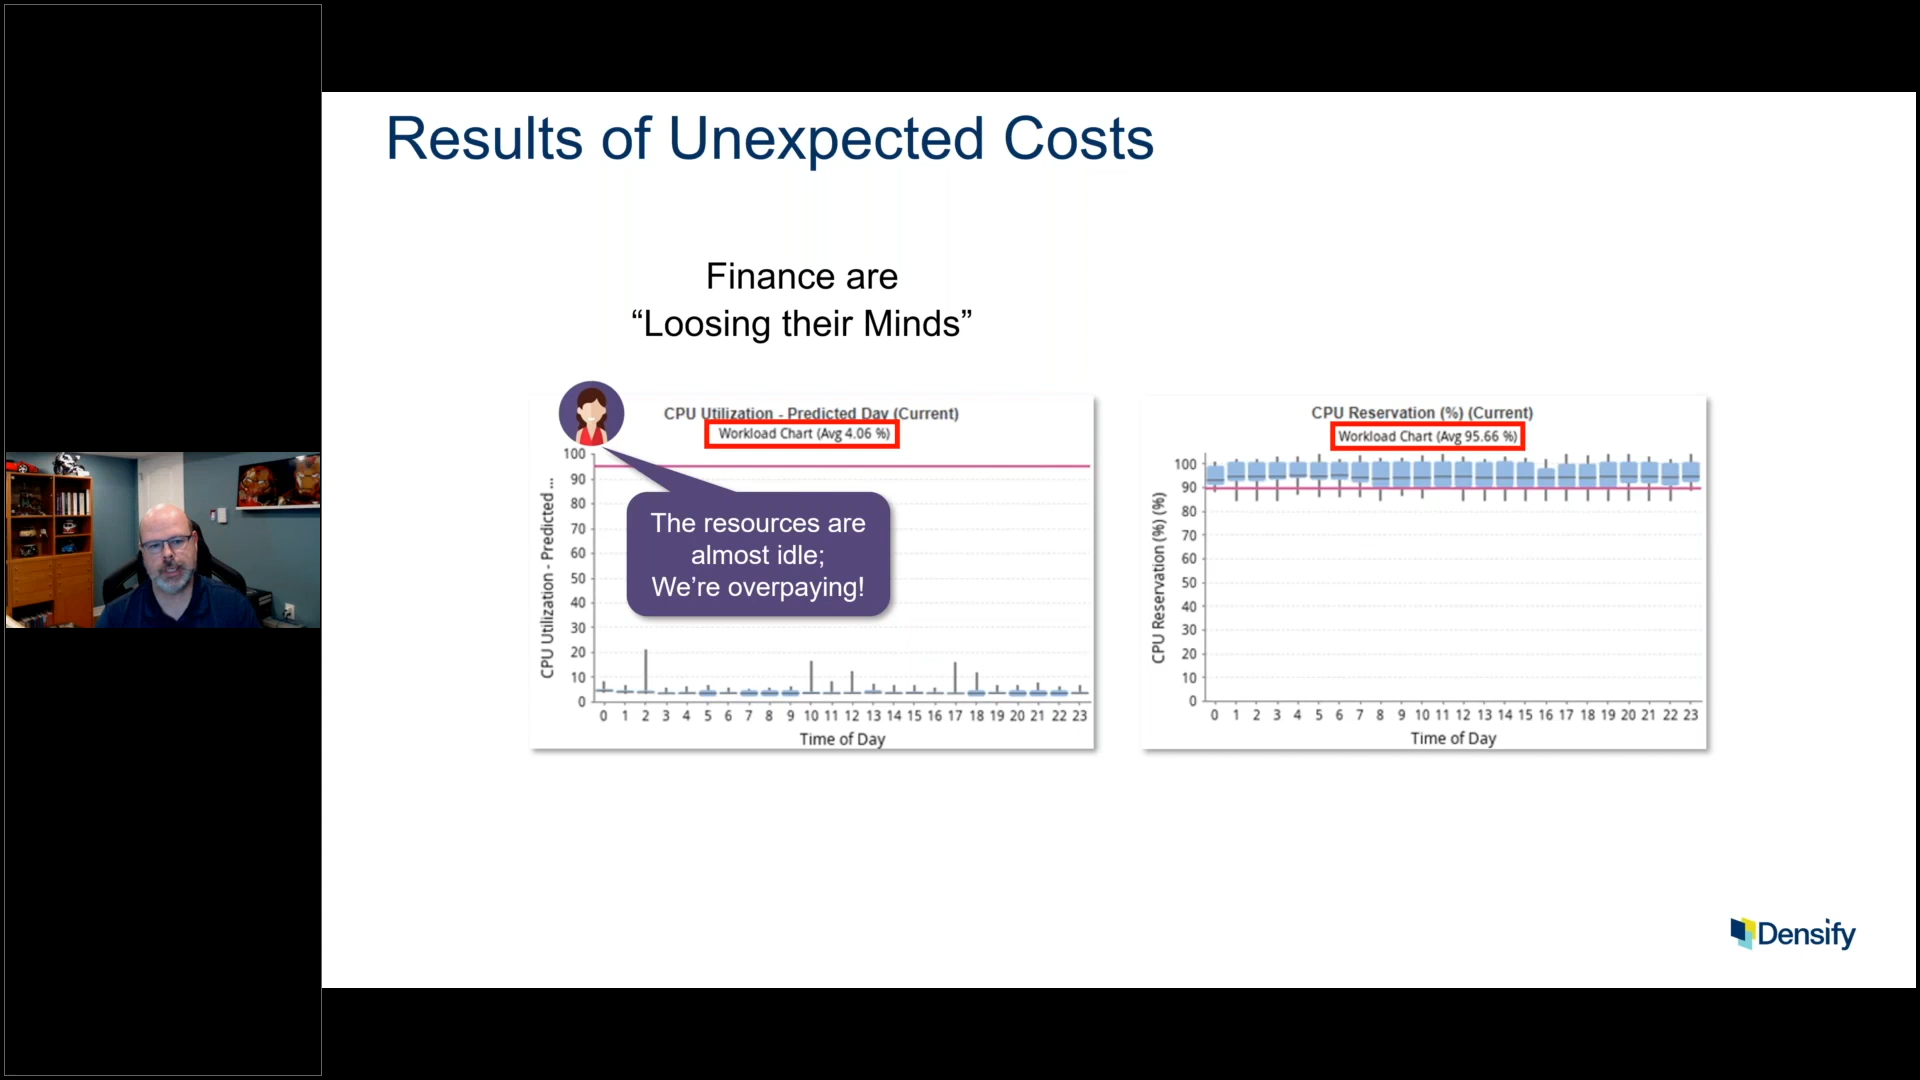 Results of Unexpected Costs
Finance are
“Loosing their Minds”
CPU Utilization - Predicted Day (Current)
Workload Chart (Avg 4.06 %)
CPU Utilization - Predicted ...
100
90
80
70
60
50
40
30
20
10
0
The resources are
almost idle;
We’re overpaying!
0 1 2 3 4 5 6 7 8 9 10 11 12 13 14 15 16 17 18 19 20 21 22 23
Time of Day
CPU Reservation (%) (Current)
Workload Chart (Avg 95.66 %)
CPU Reservation (%) (%)
100
90
80
70
60
50
40
30
20
10
0
0 1 2 3 4 5 6 7 8 9 10 11 12 13 14 15 16 17 18 19 20 21 22 23
Time of Day
Densify